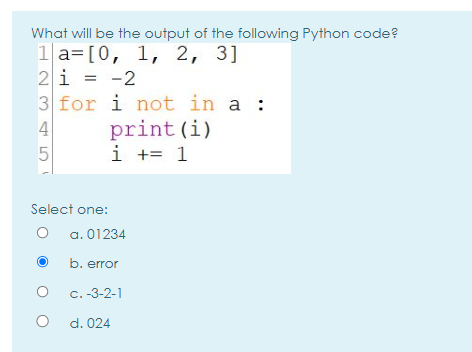 What will be the output of the following Python code?
1 a=[0, 1, 2, 3]
2 i = -2
3 for i not in a :
4 print(i)
5 i += 1
Select one:
a. 01234
b. error
c. -3-2-1
d. 024